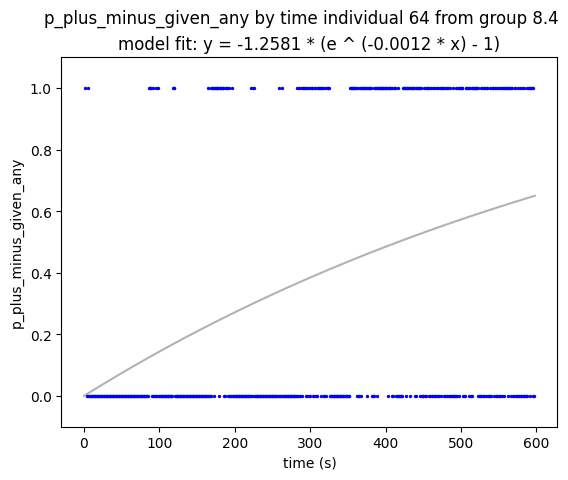 p_plus_minus_given_any by time individual 64 from group 8.4
model fit: y = -1.2581 * (e ^ (-0.0012 * x) - 1)
1.0
0.8
0.6
0.4
0.2
0.0
p_plus_minus_given_any
0 100 200 300 400 500 600
time (s)